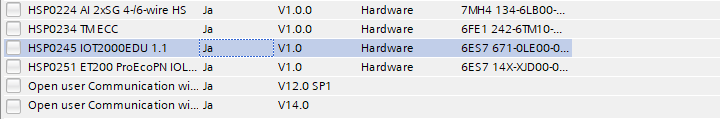 HSP0224 AI 2xSG 4-/6-wire HS Ja V1.0.0 Hardware 7MH4 134-6LB00-...
HSP0234 TM ECC Ja V1.0.0 Hardware 6FE1 242-6TM10-...
HSP0245 IOT2000EDU 1.1 Ja V1.0 Hardware 6ES7 671-0LE00-0...
HSP0251 ET200 ProEcoPN IOL... Ja V1.0 Hardware 6ES7 14X-XJD00-0...
Open user Communication wi... Ja V12.0 SP1
Open user Communication wi... Ja V14.0